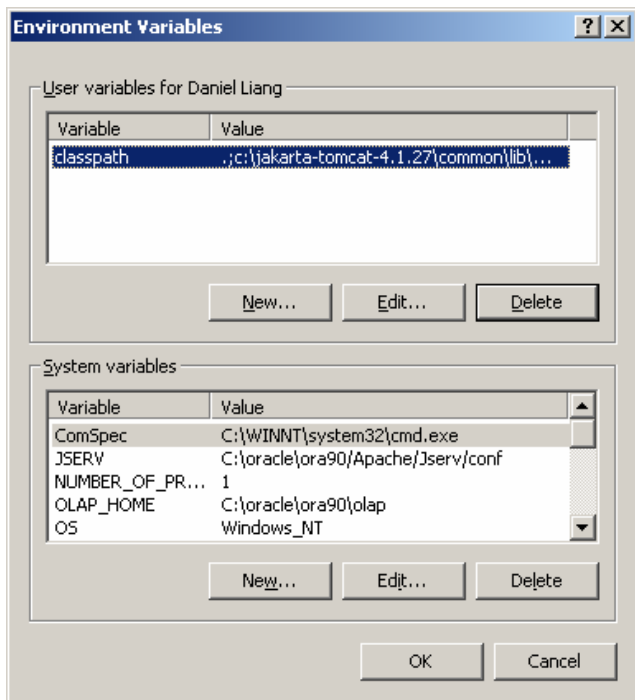 Environment Variables
User variables for Daniel Liang
Variable Value
classpath .;c:\jakarta-tomcat-4.1.27\common\lib\...
New... Edit... Delete
System variables
Variable Value
ComSpec C:\WINNT\system32\cmd.exe
JSERV C:\oracle\ora90/Apache/Jserv/conf
NUMBER_OF_PR... 1
OLAP_HOME C:\oracle\ora90\olap
OS Windows_NT
New... Edit... Delete
OK Cancel